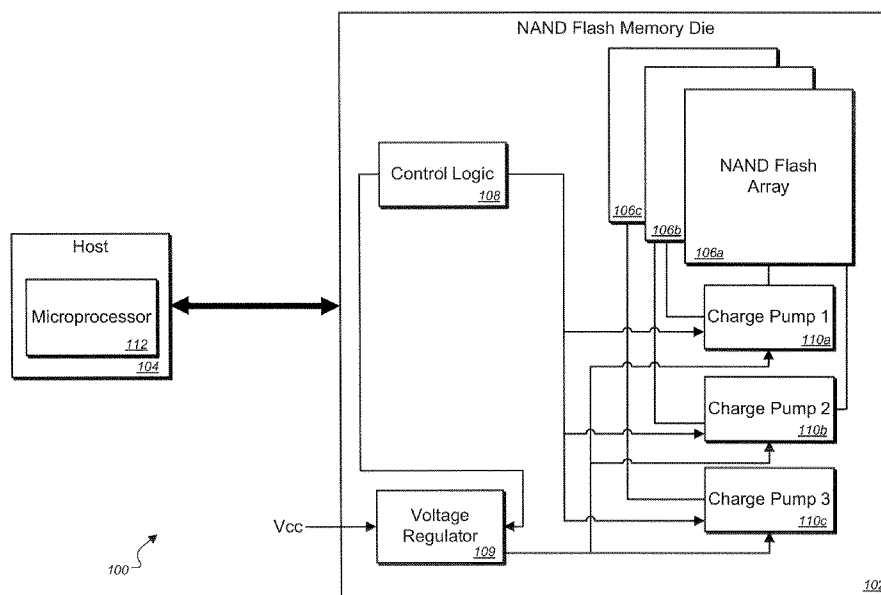 NAND Flash Memory Die
NAND Flash
Array
Control Logic
108
106c
106b
106a
Host
Microprocessor
112
104
Charge Pump 1
110a
Charge Pump 2
110b
Charge Pump 3
110c
Vcc
Voltage
Regulator
109
100
102